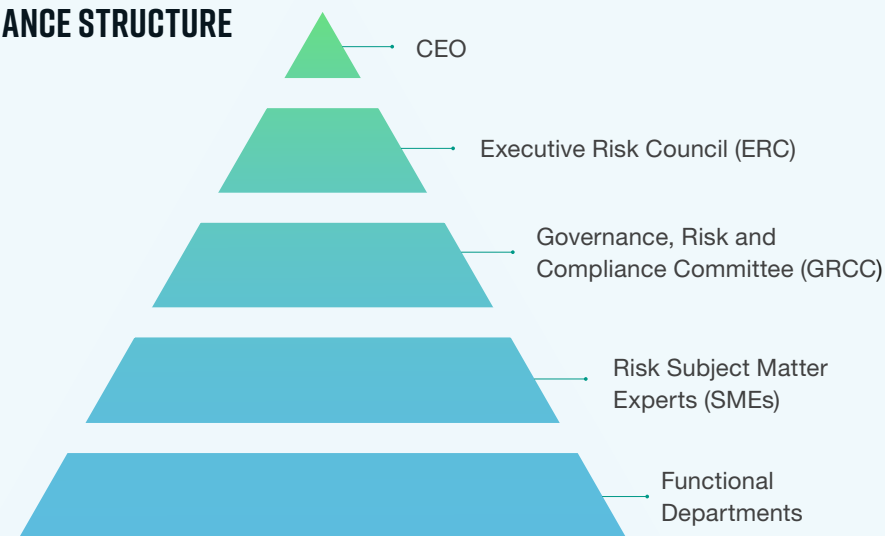 ANCE STRUCTURE
CEO
Executive Risk Council (ERC)
Governance, Risk and
Compliance Committee (GRCC)
Risk Subject Matter
Experts (SMEs)
Functional
Departments